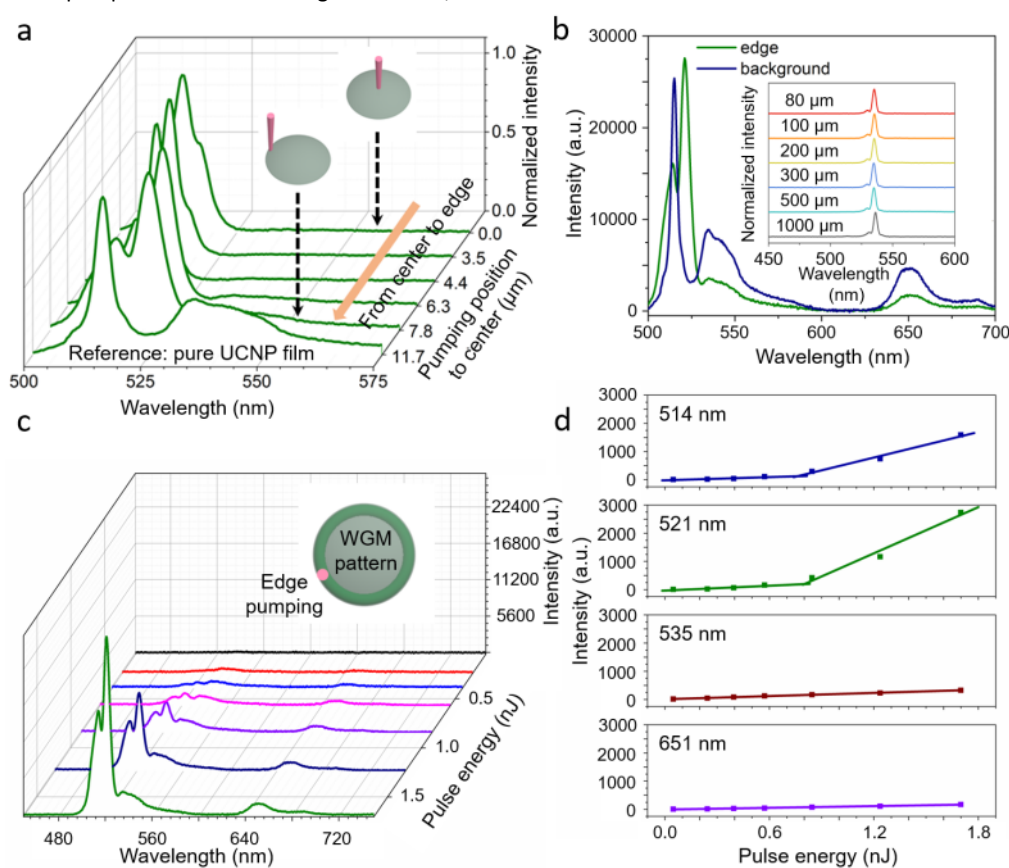 a
1.0
0.5
0.0
Normalized intensity
0.0
3.5
4.4
6.3
7.8
11.7
From center to edge
Pumping position
to center (µm)
Reference: pure UCNP film
500
525
550
575
Wavelength (nm)
b
30000
20000
10000
0
Intensity (a.u.)
edge
background
Normalized intensity
80 µm
100 µm
200 µm
300 µm
500 µm
1000 µm
450
500
550
600
Wavelength
(nm)
500
550
600
650
700
Wavelength (nm)
c
22400
16800
11200
5600
Intensity (a.u.)
WGM
pattern
Edge
pumping
0.5
1.0
1.5
Pulse energy (nJ)
480
560
640
720
Wavelength (nm)
d
3000
2000
1000
0
514 nm
3000
2000
1000
0
521 nm
Intensity (a.u.)
3000
2000
1000
0
535 nm
3000
2000
1000
0
651 nm
0.0
0.6
1.2
1.8
Pulse energy (nJ)